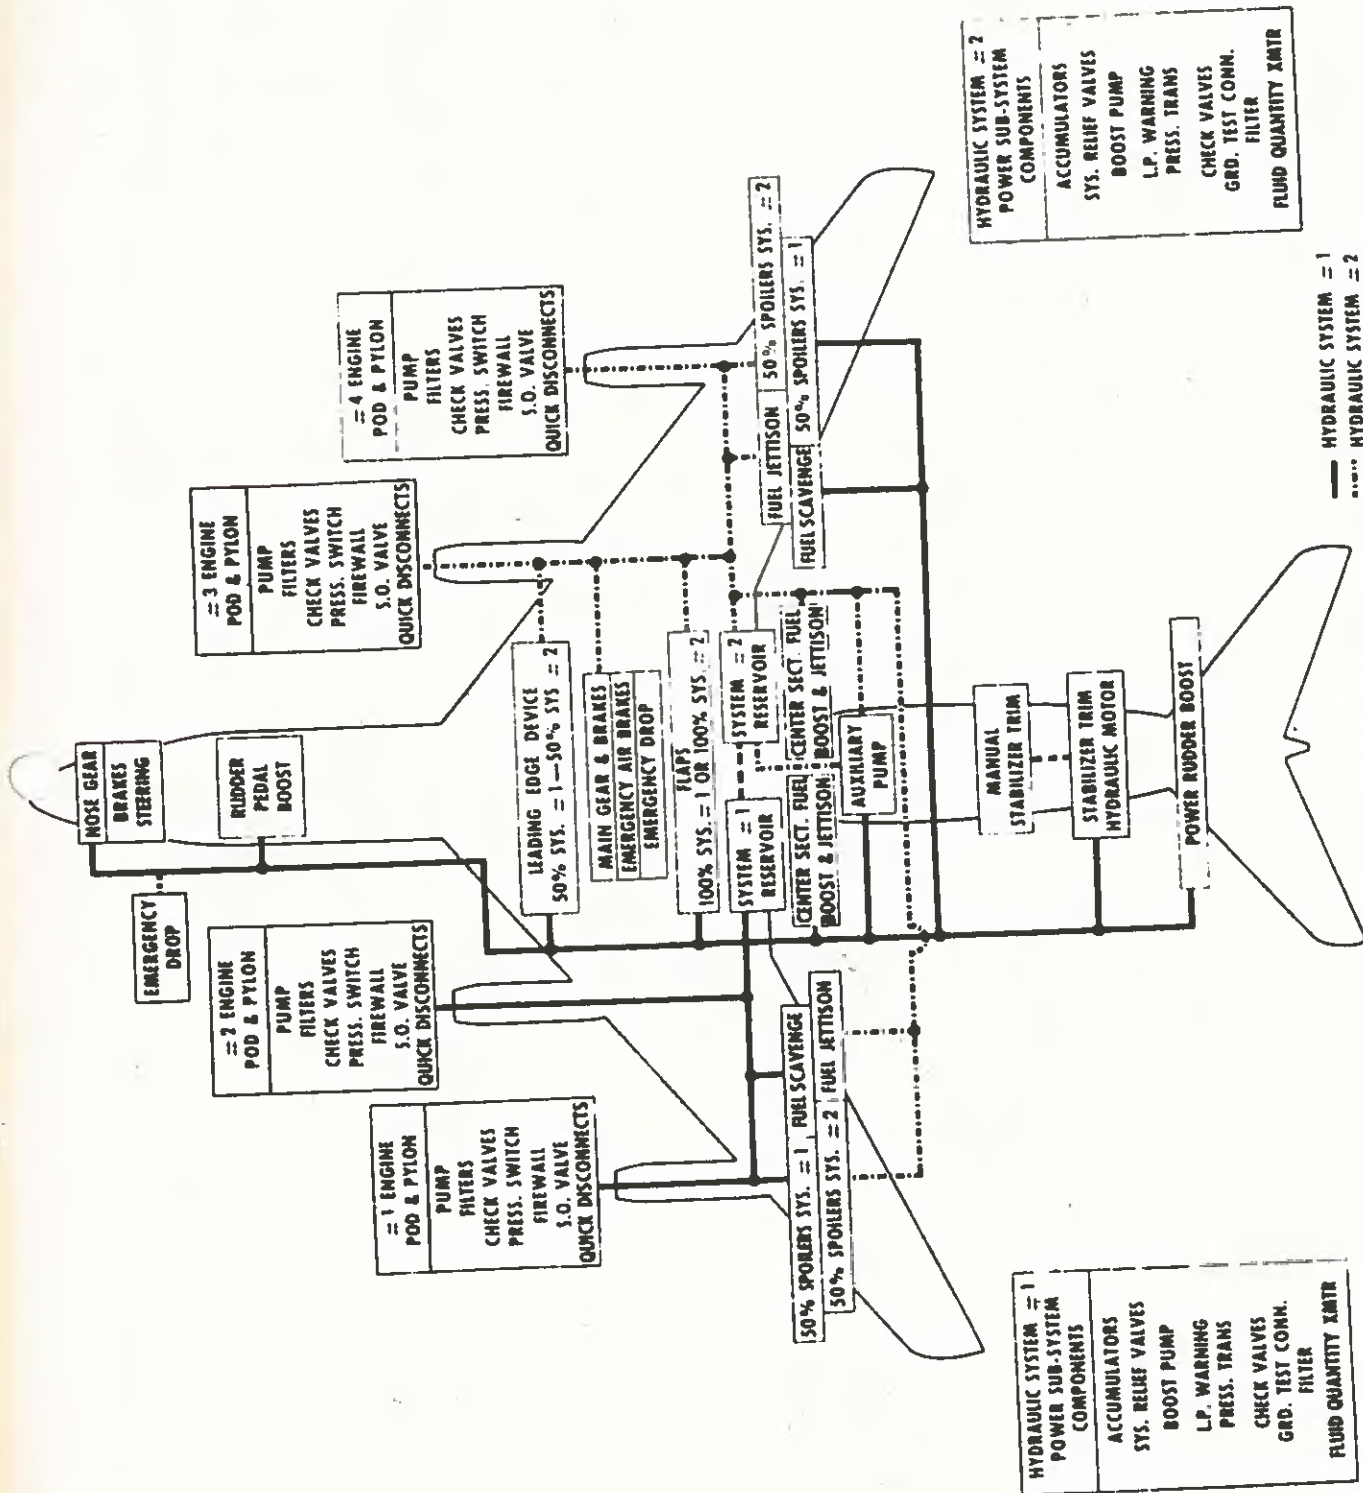 EMERGENCY
DROP
NOSE GEAR
BRAKES
STEERING
RUDDER
PEDAL
BOOST
= 1 ENGINE
POD & PYLON
PUMP
FILTERS
CHECK VALVES
PRESS. SWITCH
FIREWALL
S.O. VALVE
QUICK DISCONNECTS
= 2 ENGINE
POD & PYLON
PUMP
FILTERS
CHECK VALVES
PRESS. SWITCH
FIREWALL
S.O. VALVE
QUICK DISCONNECTS
= 3 ENGINE
POD & PYLON
PUMP
FILTERS
CHECK VALVES
PRESS. SWITCH
FIREWALL
S.O. VALVE
QUICK DISCONNECTS
= 4 ENGINE
POD & PYLON
PUMP
FILTERS
CHECK VALVES
PRESS. SWITCH
FIREWALL
S.O. VALVE
QUICK DISCONNECTS
LEADING EDGE DEVICE
50% SYS. = 1 — 50% SYS = 2
MAIN GEAR & BRAKES
EMERGENCY AIR BRAKES
EMERGENCY DROP
FLAPS
100% SYS. = 1 OR 100% SYS. = 2
SYSTEM = 1
RESERVOIR
SYSTEM = 2
RESERVOIR
CENTER SECT. FUEL
BOOST & JETTISON
CENTER SECT. FUEL
BOOST & JETTISON
AUXILIARY
PUMP
50% SPOILERS SYS. = 1
FUEL SCAVENGE
50% SPOILERS SYS. = 2
FUEL JETTISON
FUEL JETTISON
50% SPOILERS SYS. = 2
FUEL SCAVENGE
50% SPOILERS SYS. = 1
MANUAL
STABILIZER TRIM
STABILIZER TRIM
HYDRAULIC MOTOR
POWER RUDDER BOOST
HYDRAULIC SYSTEM = 1
POWER SUB-SYSTEM
COMPONENTS
ACCUMULATORS
SYS. RELIEF VALVES
BOOST PUMP
L.P. WARNING
PRESS. TRANS
CHECK VALVES
GRD. TEST CONN.
FILTER
FLUID QUANTITY XMTR
HYDRAULIC SYSTEM = 2
POWER SUB-SYSTEM
COMPONENTS
ACCUMULATORS
SYS. RELIEF VALVES
BOOST PUMP
L.P. WARNING
PRESS. TRANS
CHECK VALVES
GRD. TEST CONN.
FILTER
FLUID QUANTITY XMTR
HYDRAULIC SYSTEM = 1
HYDRAULIC SYSTEM = 2